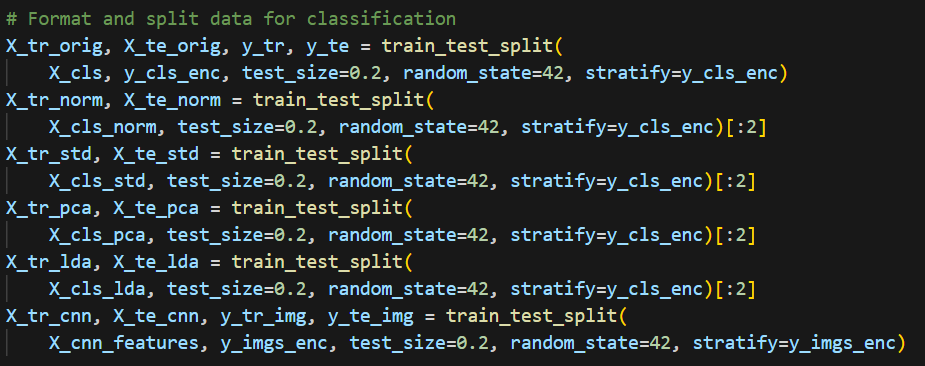 # Format and split data for classification
X_tr_orig, X_te_orig, y_tr, y_te = train_test_split(
    X_cls, y_cls_enc, test_size=0.2, random_state=42, stratify=y_cls_enc)
X_tr_norm, X_te_norm = train_test_split(
    X_cls_norm, test_size=0.2, random_state=42, stratify=y_cls_enc)[:2]
X_tr_std, X_te_std = train_test_split(
    X_cls_std, test_size=0.2, random_state=42, stratify=y_cls_enc)[:2]
X_tr_pca, X_te_pca = train_test_split(
    X_cls_pca, test_size=0.2, random_state=42, stratify=y_cls_enc)[:2]
X_tr_lda, X_te_lda = train_test_split(
    X_cls_lda, test_size=0.2, random_state=42, stratify=y_cls_enc)[:2]
X_tr_cnn, X_te_cnn, y_tr_img, y_te_img = train_test_split(
    X_cnn_features, y_imgs_enc, test_size=0.2, random_state=42, stratify=y_imgs_enc)